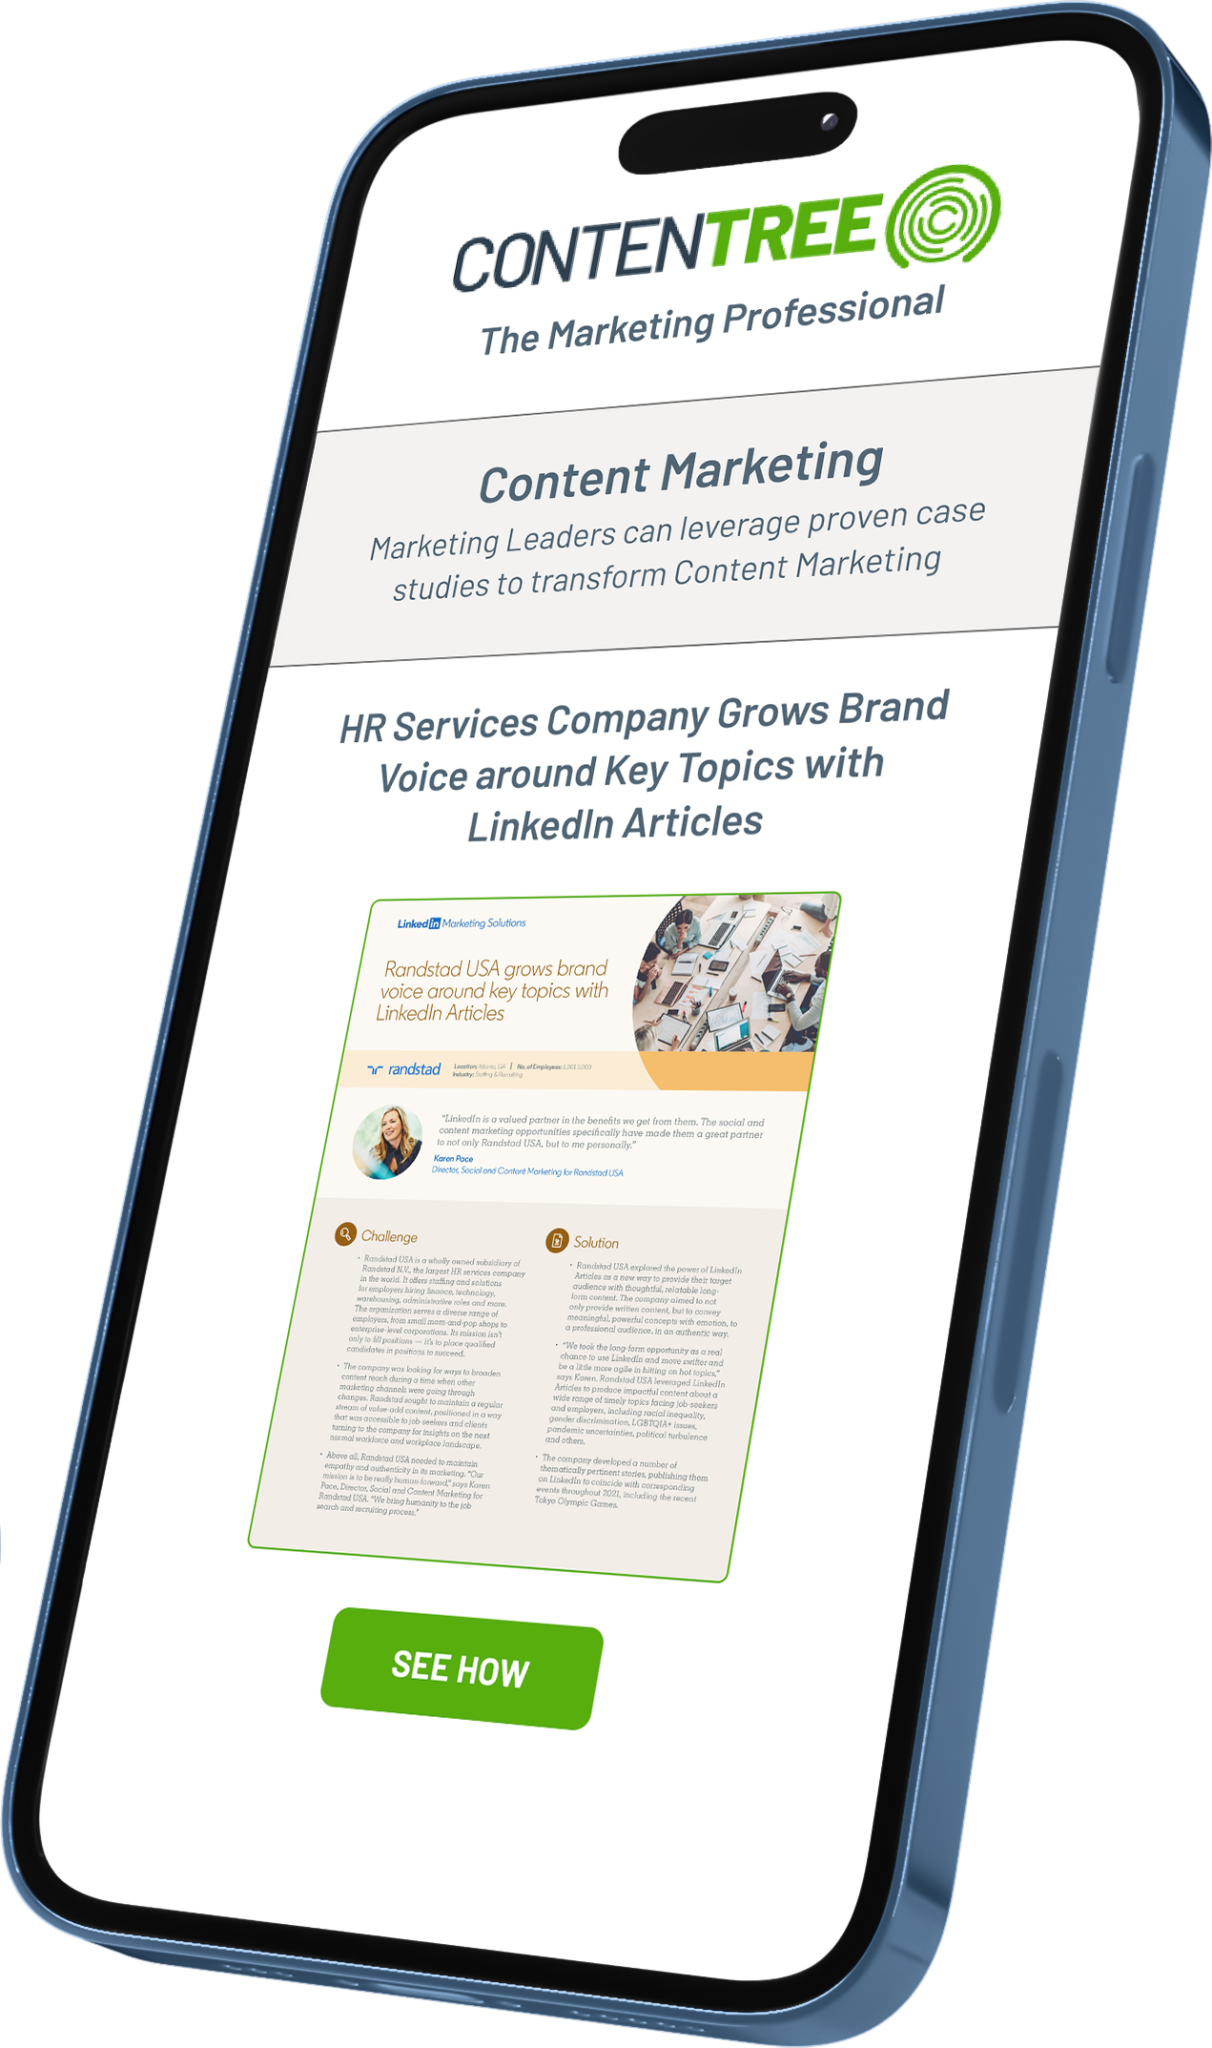 CONTENTREE
The Marketing Professional
Content Marketing
Marketing Leaders can leverage proven case
studies to transform Content Marketing
HR Services Company Grows Brand
Voice around Key Topics with
LinkedIn Articles
Linked in Marketing Solutions
Randstad USA grows brand
voice around key topics with
LinkedIn Articles
randstad
Location: Atlanta, GA | No. of Employees:
Industry: Staffing & Recruiting
"LinkedIn is a valued partner in the benefits we get from them. The social and
content marketing opportunities specifically have made them a great partner
to not only Randstad USA, but to me personally."
Karen Pace
Director, Social and Content Marketing for Randstad USA
Challenge
• Randstad USA is a wholly owned subsidiary of
Randstad N.V., the largest HR services company
in the world. It offers staffing and solutions
for employers hiring finance, technology,
warehousing, administrative roles and more.
The organization serves a diverse range of
employers, from small mom-and-pop shops to
enterprise-level corporations. Its mission isn't
only to fill positions — it's to place qualified
candidates in positions to succeed.
• The company was looking for ways to broaden
content reach during a time when other
marketing channels were going through
changes. Randstad sought to maintain a regular
stream of value-add content, positioned in a way
that was accessible to job seekers and clients
turning to the company for insights on the next
normal workforce and workplace landscape.
• Above all, Randstad USA needed to maintain
empathy and authenticity in its marketing. "Our
mission is to be really human-forward," says Karen
Pace, Director, Social and Content Marketing for
Randstad USA. "We bring humanity to the job
search and recruiting process."
Solution
• Randstad USA explored the power of LinkedIn
Articles as a new way to provide their target
audience with thoughtful, relatable long-
form content. The company aimed to not
only provide written content, but to convey
meaningful, powerful concepts with emotion, to
a professional audience, in an authentic way.
• "We took the long-form opportunity as a real
chance to use LinkedIn and move swifter and
be a little more agile in hitting on hot topics,"
says Karen. Randstad USA leveraged LinkedIn
Articles to produce impactful content about a
wide range of timely topics facing job-seekers
and employers, including racial inequality,
gender discrimination, LGBTQIA+ issues,
pandemic uncertainties, political turbulence
and others.
• The company developed a number of
thematically pertinent stories, publishing them
on LinkedIn to coincide with corresponding
events throughout 2021, including the recent
Tokyo Olympic Games.
SEE HOW